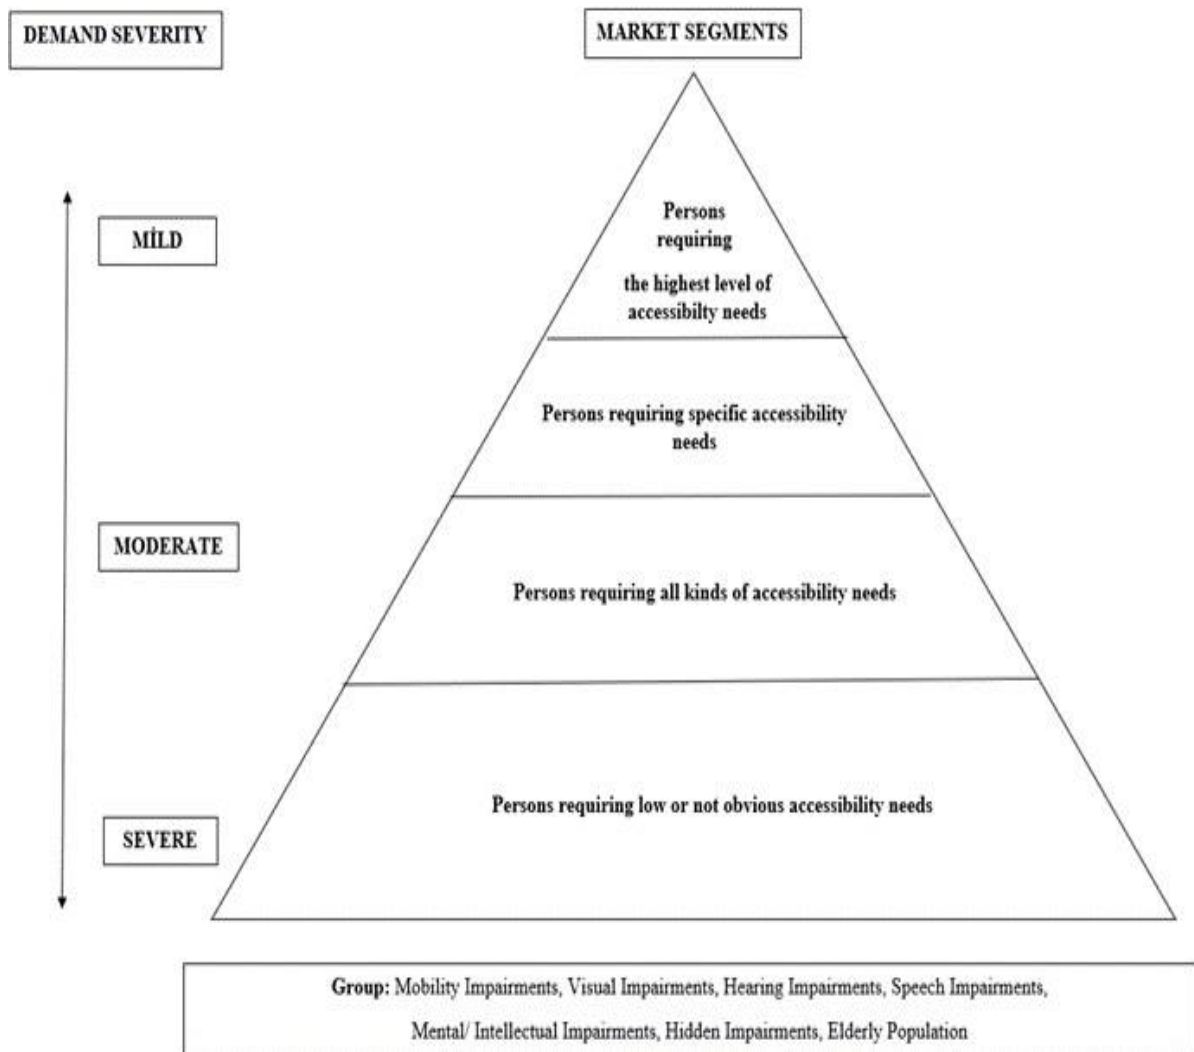 DEMAND SEVERITY
MARKET SEGMENTS
MİLD
Persons
requiring
the highest level of
accessibilty needs
Persons requiring specific accessibility
needs
MODERATE
Persons requiring all kinds of accessibility needs
Persons requiring low or not obvious accessibility needs
SEVERE
Group: Mobility Impairments, Visual Impairments, Hearing Impairments, Speech Impairments,
Mental/ Intellectual Impairments, Hidden Impairments, Elderly Population